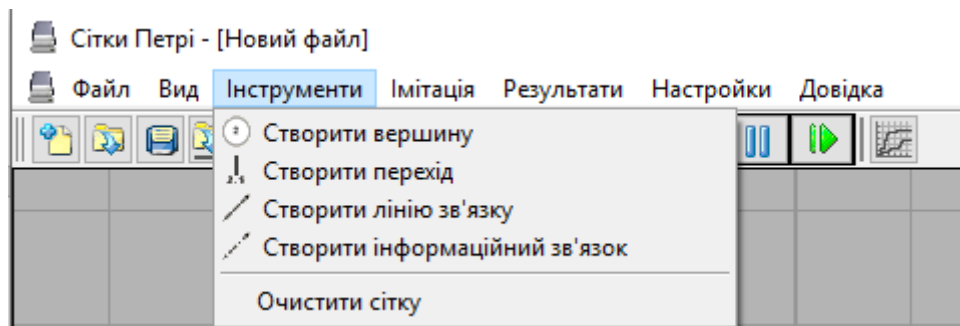 Сітки Петрі - [Новий файл]
Файл Вид Інструменти Імітація Результати Настройки Довідка
Створити вершину
Створити перехід
Створити лінію зв'язку
Створити інформаційний зв'язок
Очистити сітку